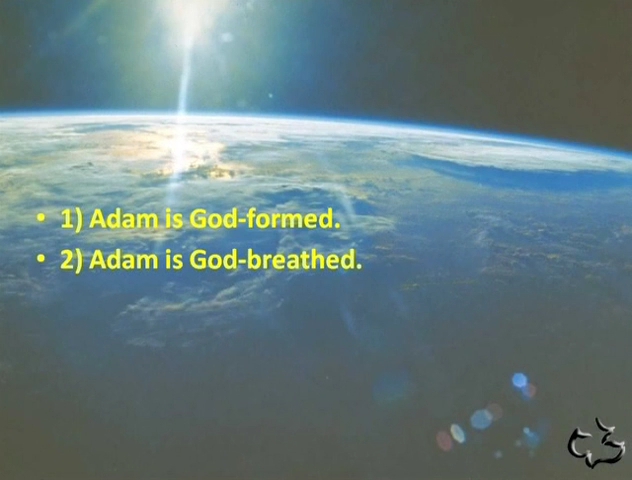 • 1) Adam is God-formed.
• 2) Adam is God-breathed.